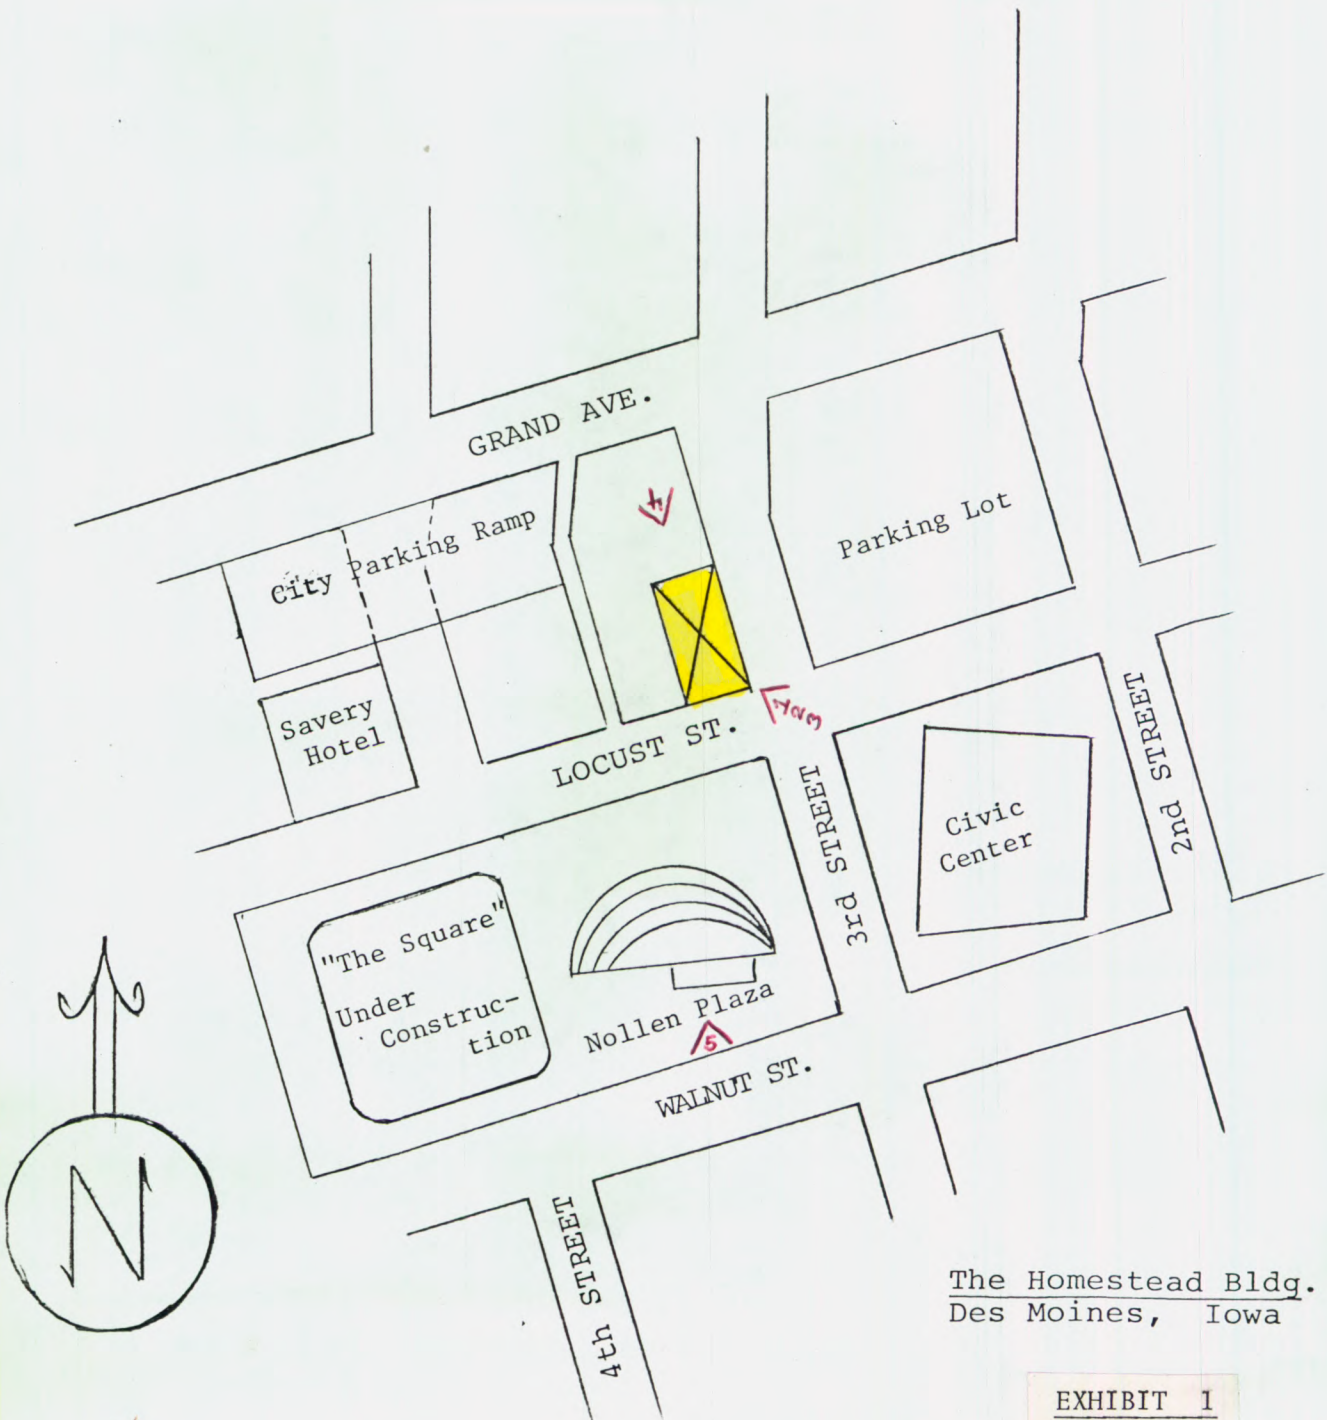 GRAND AVE.
City Parking Ramp
4
Parking Lot
Savery
Hotel
LOCUST ST.
2nd STREET
3rd STREET
Civic
Center
"The Square"
Under
Construc-
tion
Nollen Plaza
5
WALNUT ST.
4th STREET
N
The Homestead Bldg.
Des Moines, Iowa
EXHIBIT 1